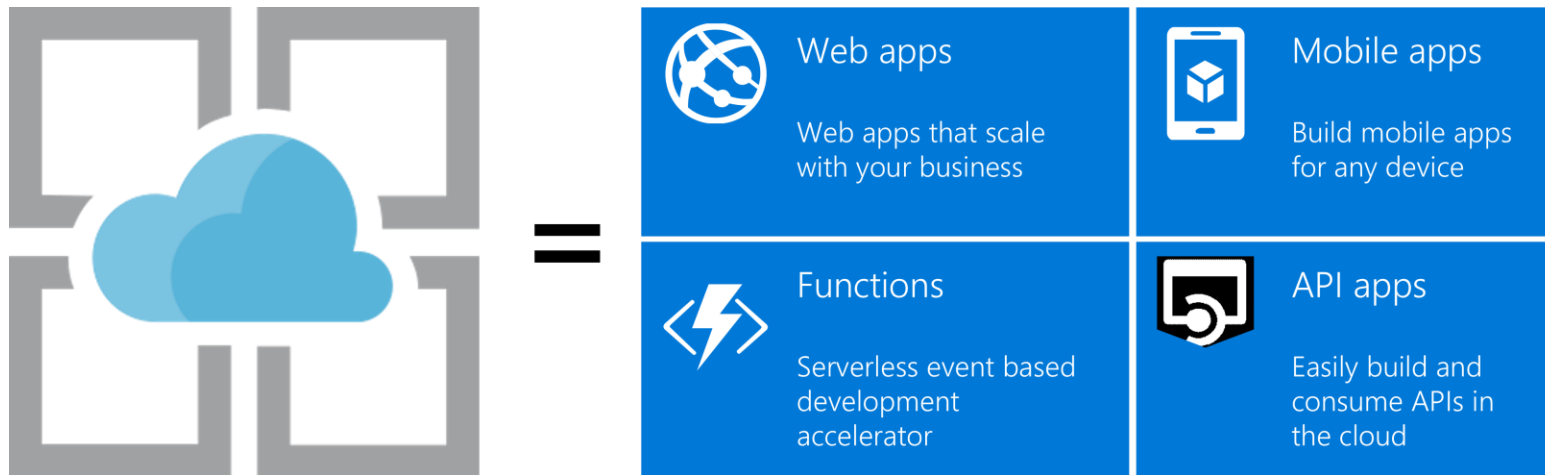 =
Web apps
Web apps that scale
with your business
Mobile apps
Build mobile apps
for any device
Functions
Serverless event based
development
accelerator
API apps
Easily build and
consume APIs in
the cloud